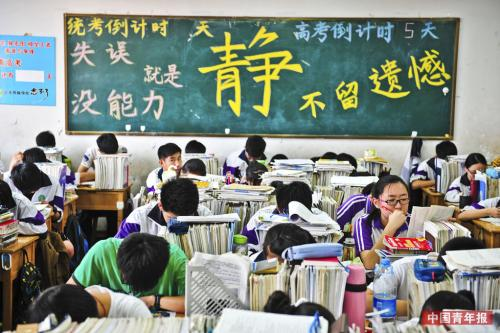 统考倒计时 天
高考倒计时 5 天
失误
就是
没能力
静
不留
遗憾
中国青年报